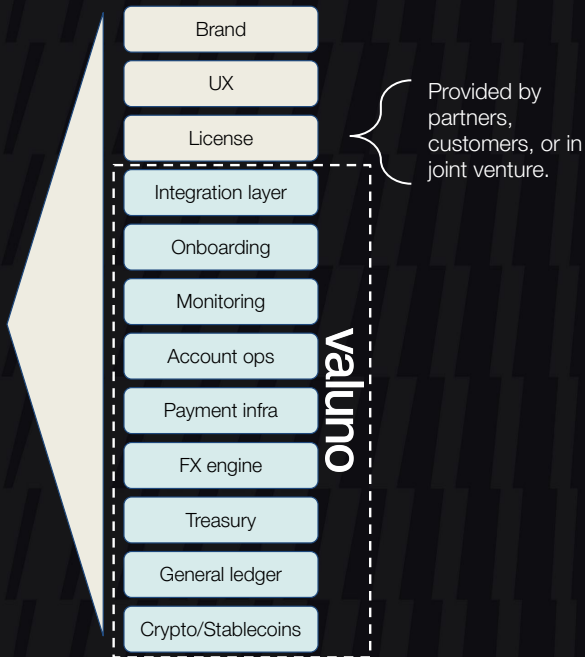 Brand
UX
License
Provided by
partners,
customers, or in
joint venture.
Integration layer
Onboarding
Monitoring
Account ops
Payment infra
FX engine
Treasury
General ledger
Crypto/Stablecoins
valuno